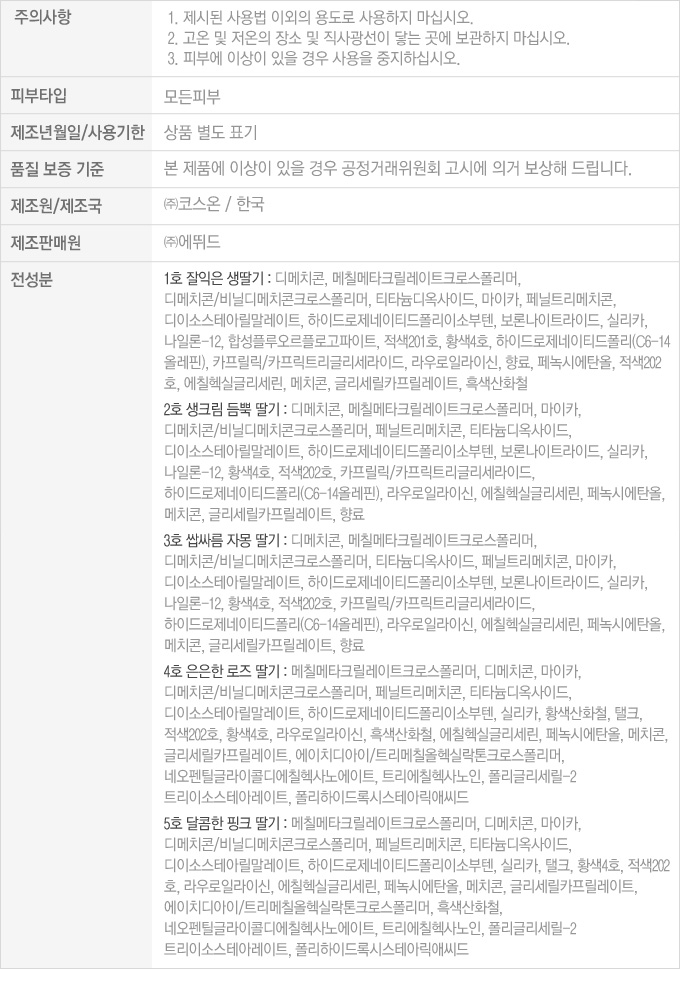 주의사항
1. 제시된 사용법 이외의 용도로 사용하지 마십시오.
2. 고온 및 저온의 장소 및 직사광선이 닿는 곳에 보관하지 마십시오.
3. 피부에 이상이 있을 경우 사용을 중지하십시오.
피부타입
모든피부
제조년월일/사용기한
상품 별도 표기
품질 보증 기준
본 제품에 이상이 있을 경우 공정거래위원회 고시에 의거 보상해 드립니다.
제조원/제조국
㈜코스온 / 한국
제조판매원
㈜에뛰드
전성분
1호 잘익은 생딸기 : 디메치콘, 메칠메타크릴레이트크로스폴리머,
디메치콘/비닐디메치콘크로스폴리머, 티타늄디옥사이드, 마이카, 페닐트리메치콘,
디이소스테아릴말레이트, 하이드로제네이티드폴리이소부텐, 보론나이트라이드, 실리카,
나일론-12, 합성플루오르플로고파이트, 적색201호, 황색4호, 하이드로제네이티드폴리(C6-14
올레핀), 카프릴릭/카프릭트리글리세라이드, 라우로일라이신, 향료, 페녹시에탄올, 적색202
호, 에칠헥실글리세린, 메치콘, 글리세릴카프릴레이트, 흑색산화철
2호 생크림 듬뿍 딸기 : 디메치콘, 메칠메타크릴레이트크로스폴리머, 마이카,
디메치콘/비닐디메치콘크로스폴리머, 페닐트리메치콘, 티타늄디옥사이드,
디이소스테아릴말레이트, 하이드로제네이티드폴리이소부텐, 보론나이트라이드, 실리카,
나일론-12, 황색4호, 적색202호, 카프릴릭/카프릭트리글리세라이드,
하이드로제네이티드폴리(C6-14올레핀), 라우로일라이신, 에칠헥실글리세린, 페녹시에탄올,
메치콘, 글리세릴카프릴레이트, 향료
3호 쌉싸름 자몽 딸기 : 디메치콘, 메칠메타크릴레이트크로스폴리머,
디메치콘/비닐디메치콘크로스폴리머, 티타늄디옥사이드, 페닐트리메치콘, 마이카,
디이소스테아릴말레이트, 하이드로제네이티드폴리이소부텐, 보론나이트라이드, 실리카,
나일론-12, 황색4호, 적색202호, 카프릴릭/카프릭트리글리세라이드,
하이드로제네이티드폴리(C6-14올레핀), 라우로일라이신, 에칠헥실글리세린, 페녹시에탄올,
메치콘, 글리세릴카프릴레이트, 향료
4호 은은한 로즈 딸기 : 메칠메타크릴레이트크로스폴리머, 디메치콘, 마이카,
디메치콘/비닐디메치콘크로스폴리머, 페닐트리메치콘, 티타늄디옥사이드,
디이소스테아릴말레이트, 하이드로제네이티드폴리이소부텐, 실리카, 황색산화철, 탤크,
적색202호, 황색4호, 라우로일라이신, 흑색산화철, 에칠헥실글리세린, 페녹시에탄올, 메치콘,
글리세릴카프릴레이트, 에이치디아이/트리메칠올헥실락톤크로스폴리머,
네오펜틸글라이콜디에칠헥사노에이트, 트리에칠헥사노인, 폴리글리세릴-2
트리이소스테아레이트, 폴리하이드록시스테아릭애씨드
5호 달콤한 핑크 딸기 : 메칠메타크릴레이트크로스폴리머, 디메치콘, 마이카,
디메치콘/비닐디메치콘크로스폴리머, 페닐트리메치콘, 티타늄디옥사이드,
디이소스테아릴말레이트, 하이드로제네이티드폴리이소부텐, 실리카, 탤크, 황색4호, 적색202
호, 라우로일라이신, 에칠헥실글리세린, 페녹시에탄올, 메치콘, 글리세릴카프릴레이트,
에이치디아이/트리메칠올헥실락톤크로스폴리머, 흑색산화철,
네오펜틸글라이콜디에칠헥사노에이트, 트리에칠헥사노인, 폴리글리세릴-2
트리이소스테아레이트, 폴리하이드록시스테아릭애씨드